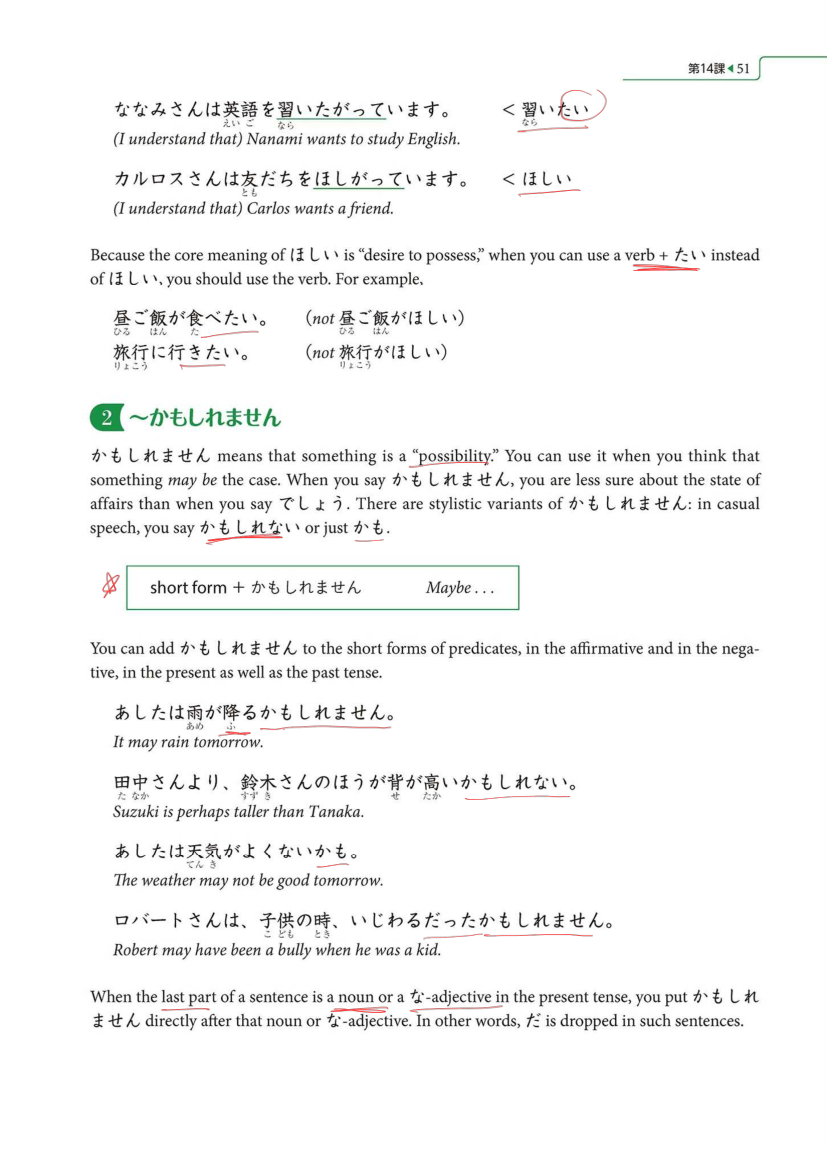 第14課 ◀ 51
ななみさんは英語を習いたがっています。 ＜ 習いたい
えいご なら なら
(I understand that) Nanami wants to study English.
カルロスさんは友だちをほしがっています。 ＜ ほしい
とも
(I understand that) Carlos wants a friend.
Because the core meaning of ほしい is “desire to possess,” when you can use a verb + たい instead
of ほしい, you should use the verb. For example,
昼ご飯が食べたい。 (not 昼ご飯がほしい)
ひる はん た ひる はん
旅行に行きたい。 (not 旅行がほしい)
りょこう りょこう
2 〜かもしれません
かもしれません means that something is a “possibility.” You can use it when you think that
something may be the case. When you say かもしれません, you are less sure about the state of
affairs than when you say でしょう. There are stylistic variants of かもしれません: in casual
speech, you say かもしれない or just かも.
short form ＋ かもしれません Maybe . . .
You can add かもしれません to the short forms of predicates, in the affirmative and in the nega-
tive, in the present as well as the past tense.
あしたは雨が降るかもしれません。
あめ ふ
It may rain tomorrow.
田中さんより、鈴木さんのほうが背が高いかもしれない。
たなか すずき せ たか
Suzuki is perhaps taller than Tanaka.
あしたは天気がよくないかも。
てんき
The weather may not be good tomorrow.
ロバートさんは、子供の時、いじわるだったかもしれません。
こども とき
Robert may have been a bully when he was a kid.
When the last part of a sentence is a noun or a な-adjective in the present tense, you put かもしれ
ません directly after that noun or な-adjective. In other words, だ is dropped in such sentences.